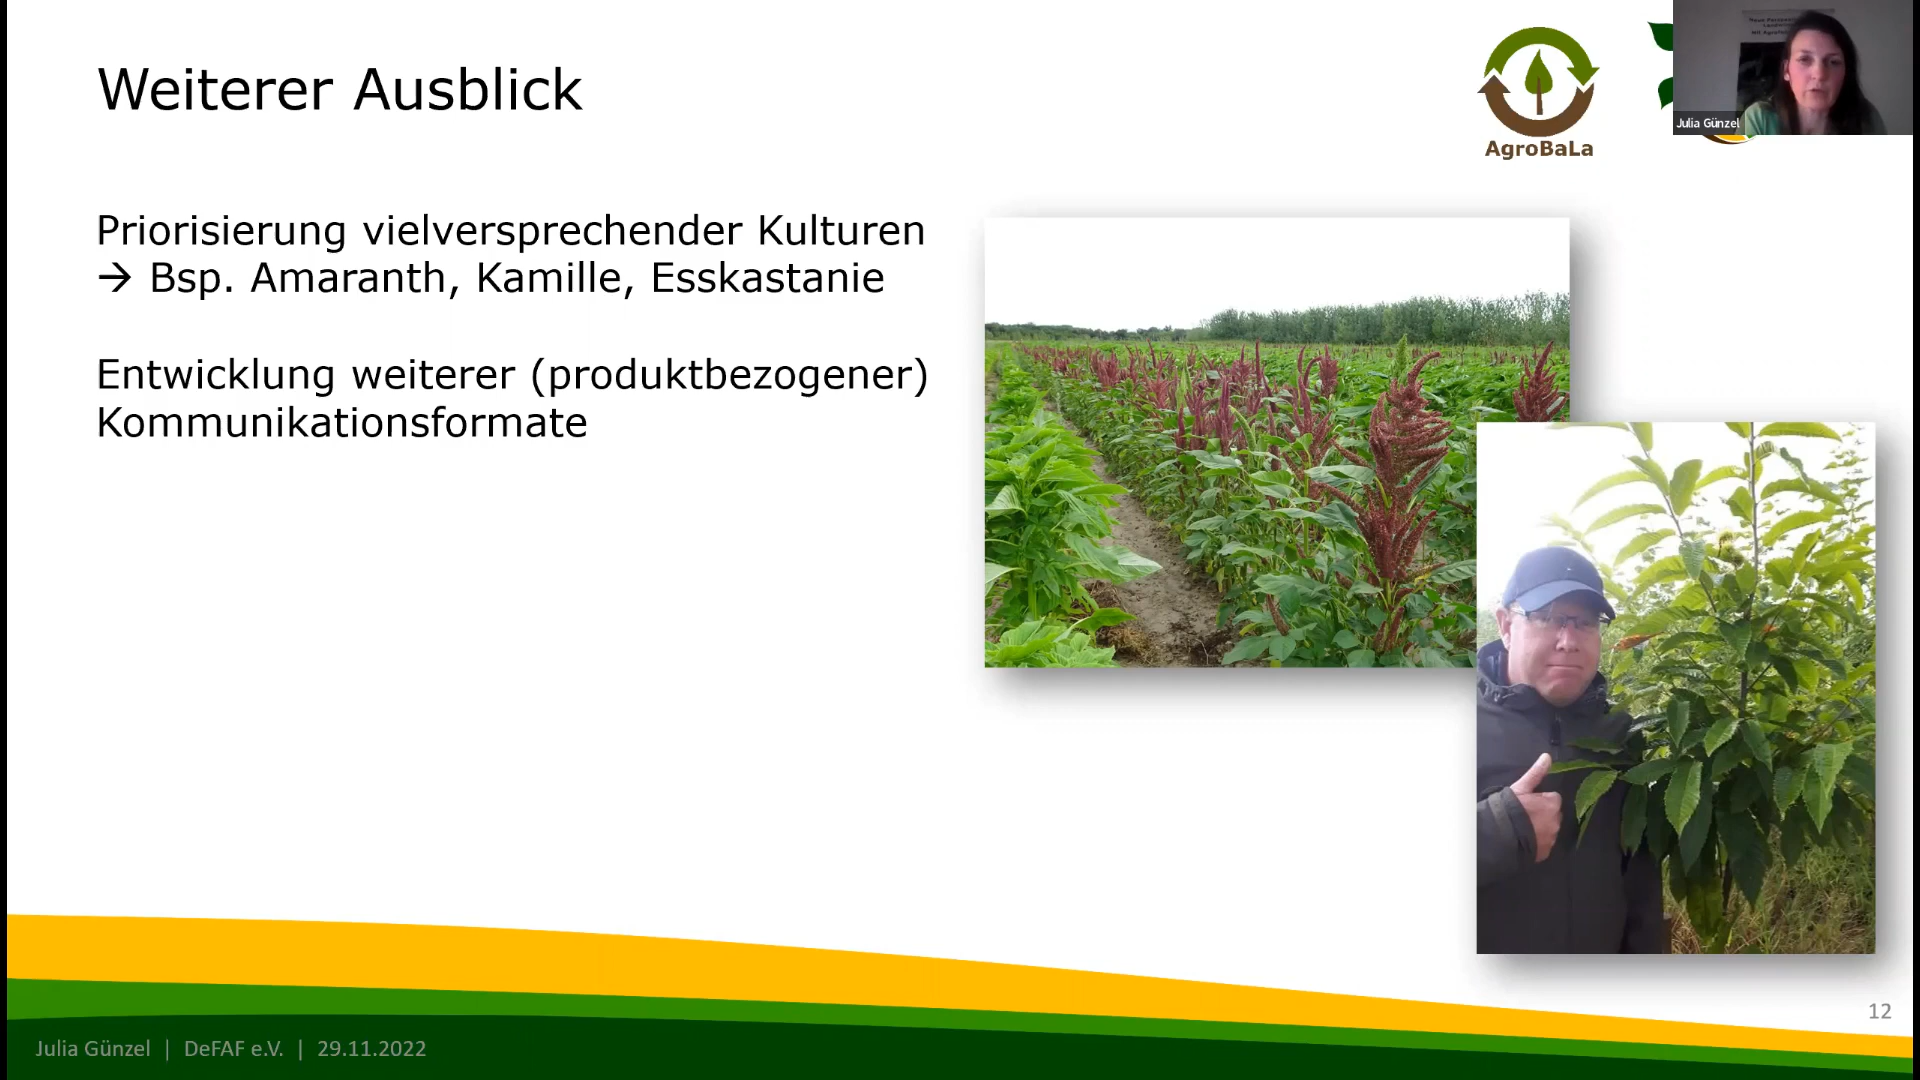 Weiterer Ausblick
AgroBaLa
Julia Günzel
Priorisierung vielversprechender Kulturen
→ Bsp. Amaranth, Kamille, Esskastanie
Entwicklung weiterer (produktbezogener)
Kommunikationsformate
12
Julia Günzel | DeFAF e.V. | 29.11.2022